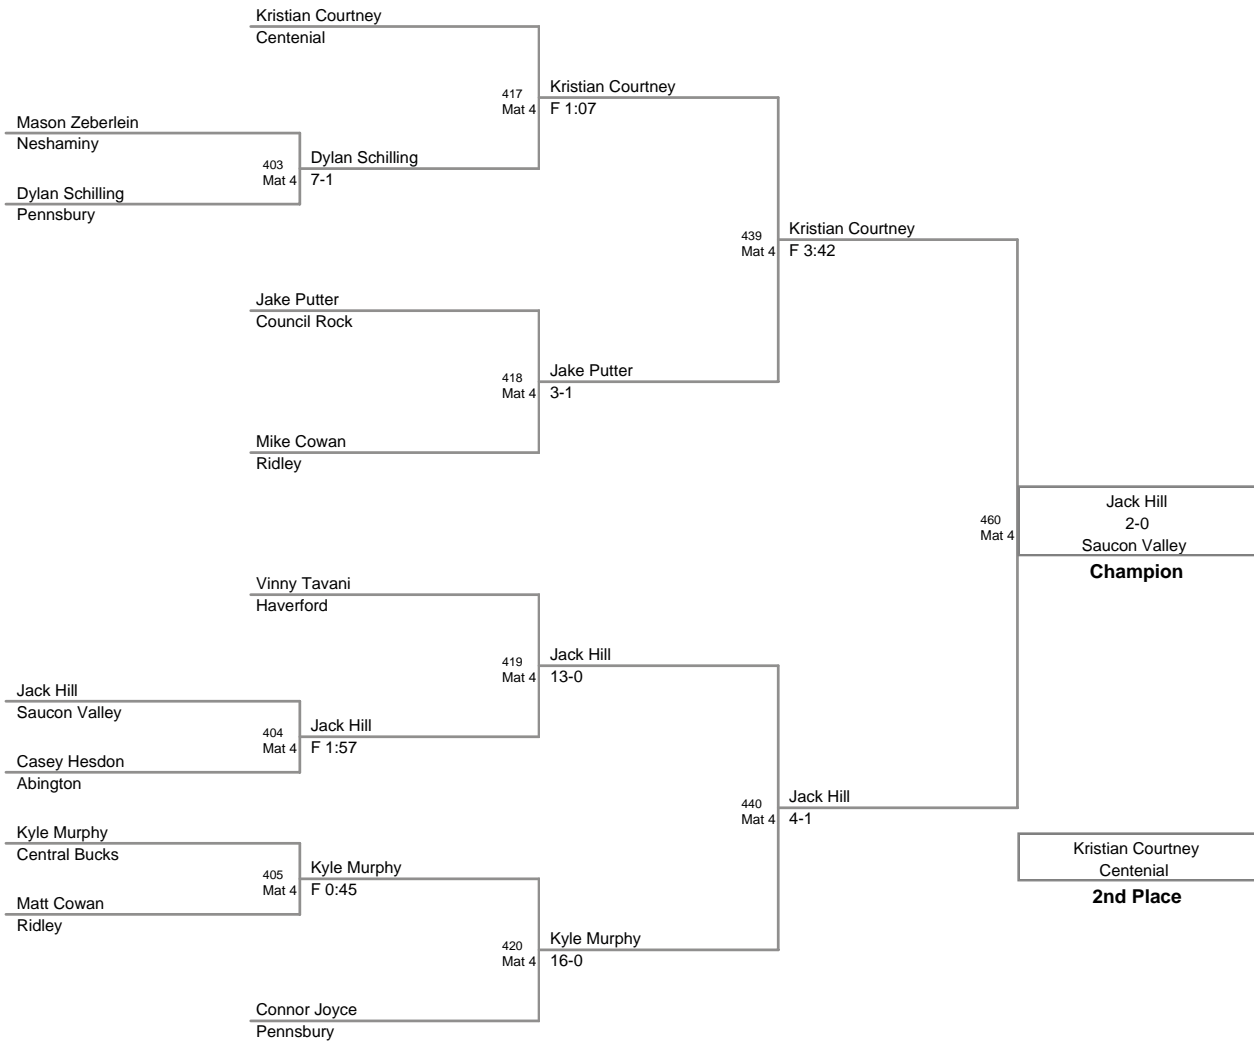 Kristian Courtney
Centenial
417
Mat 4
Kristian Courtney
F 1:07
Mason Zeberlein
Neshaminy
403
Mat 4
Dylan Schilling
7-1
Dylan Schilling
Pennsbury
439
Mat 4
Kristian Courtney
F 3:42
Jake Putter
Council Rock
418
Mat 4
Jake Putter
3-1
Mike Cowan
Ridley
460
Mat 4
Jack Hill
2-0
Saucon Valley
Champion
Vinny Tavani
Haverford
419
Mat 4
Jack Hill
13-0
Jack Hill
Saucon Valley
404
Mat 4
Jack Hill
F 1:57
Casey Hesdon
Abington
440
Mat 4
Jack Hill
4-1
Kyle Murphy
Central Bucks
405
Mat 4
Kyle Murphy
F 0:45
Matt Cowan
Ridley
Kristian Courtney
Centenial
2nd Place
420
Mat 4
Kyle Murphy
16-0
Connor Joyce
Pennsbury